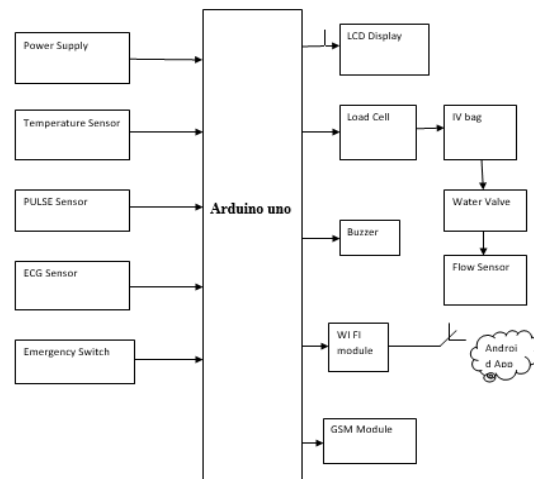 Power Supply
Temperature Sensor
PULSE Sensor
ECG Sensor
Emergency Switch
Arduino uno
LCD Display
Load Cell
IV bag
Water Valve
Flow Sensor
Buzzer
WI FI
module
Androi
d App
GSM Module